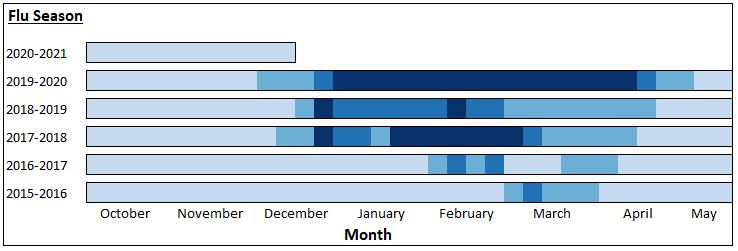 Flu Season
2020-2021
2019-2020
2018-2019
2017-2018
2016-2017
2015-2016
October November December January February March April May
Month